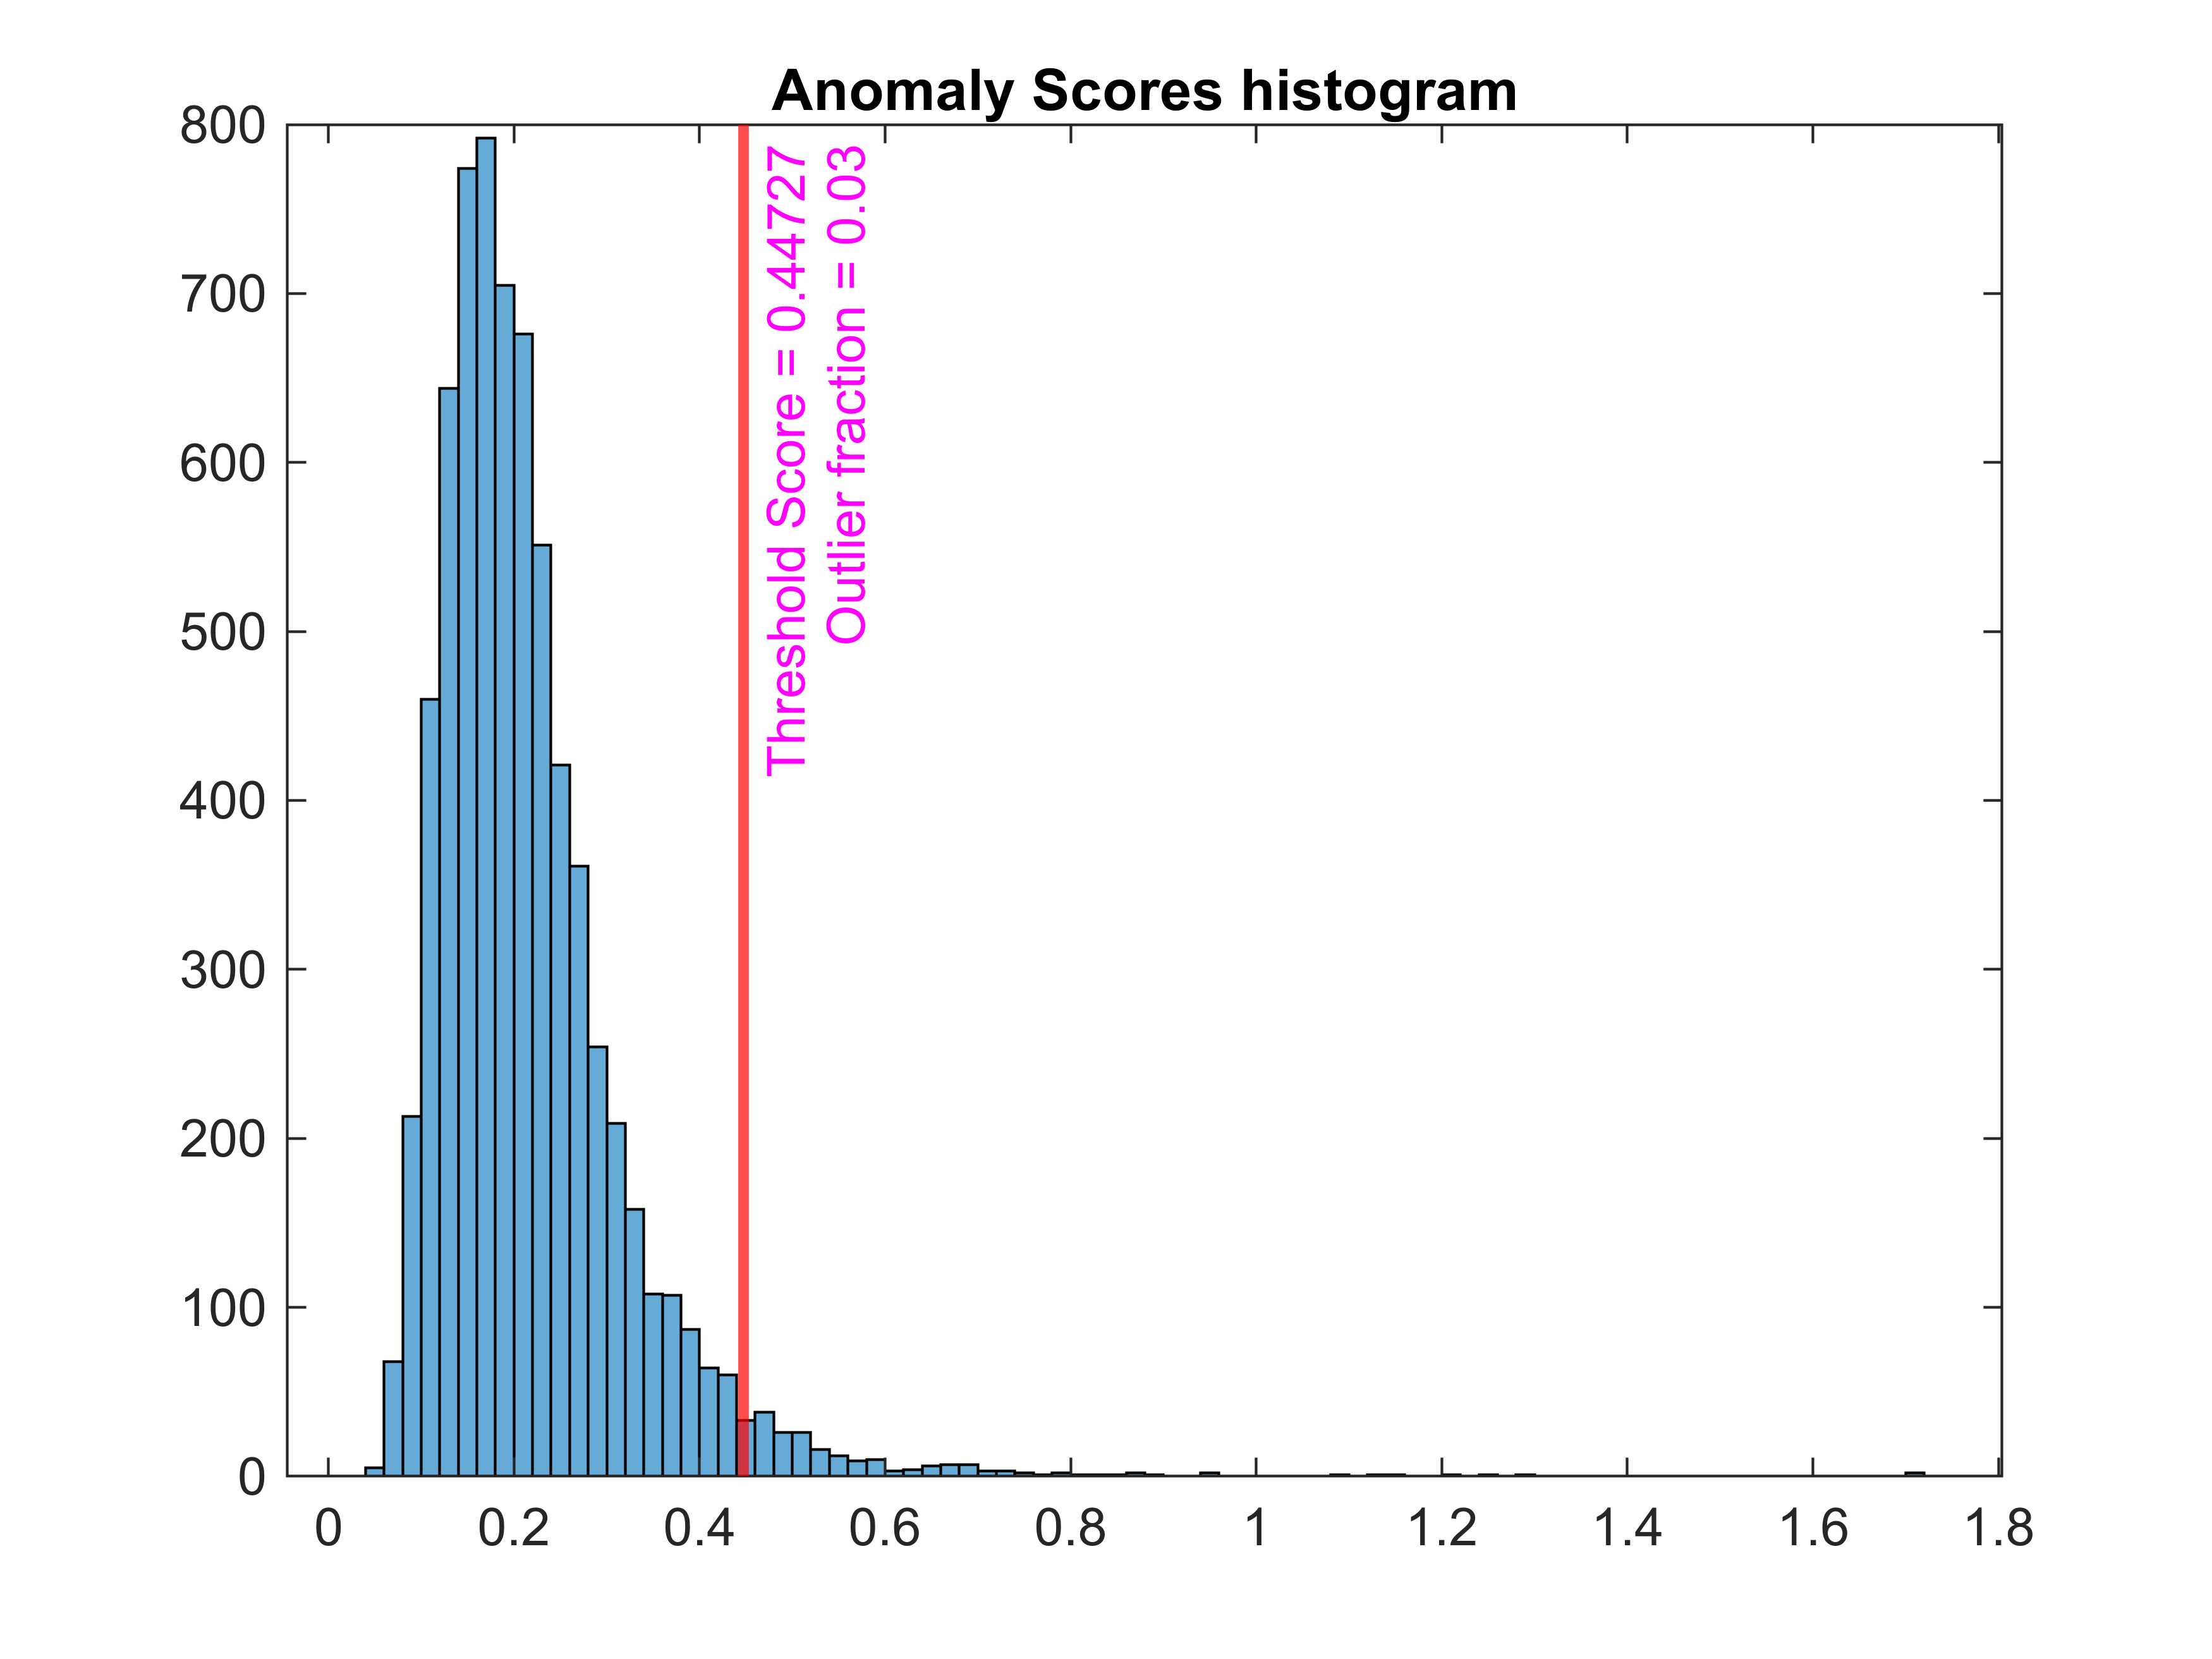 Anomaly Scores histogram
800
700
600
500
400
300
200
100
0
Threshold Score = 0.44727
Outlier fraction = 0.03
0 0.2 0.4 0.6 0.8 1 1.2 1.4 1.6 1.8